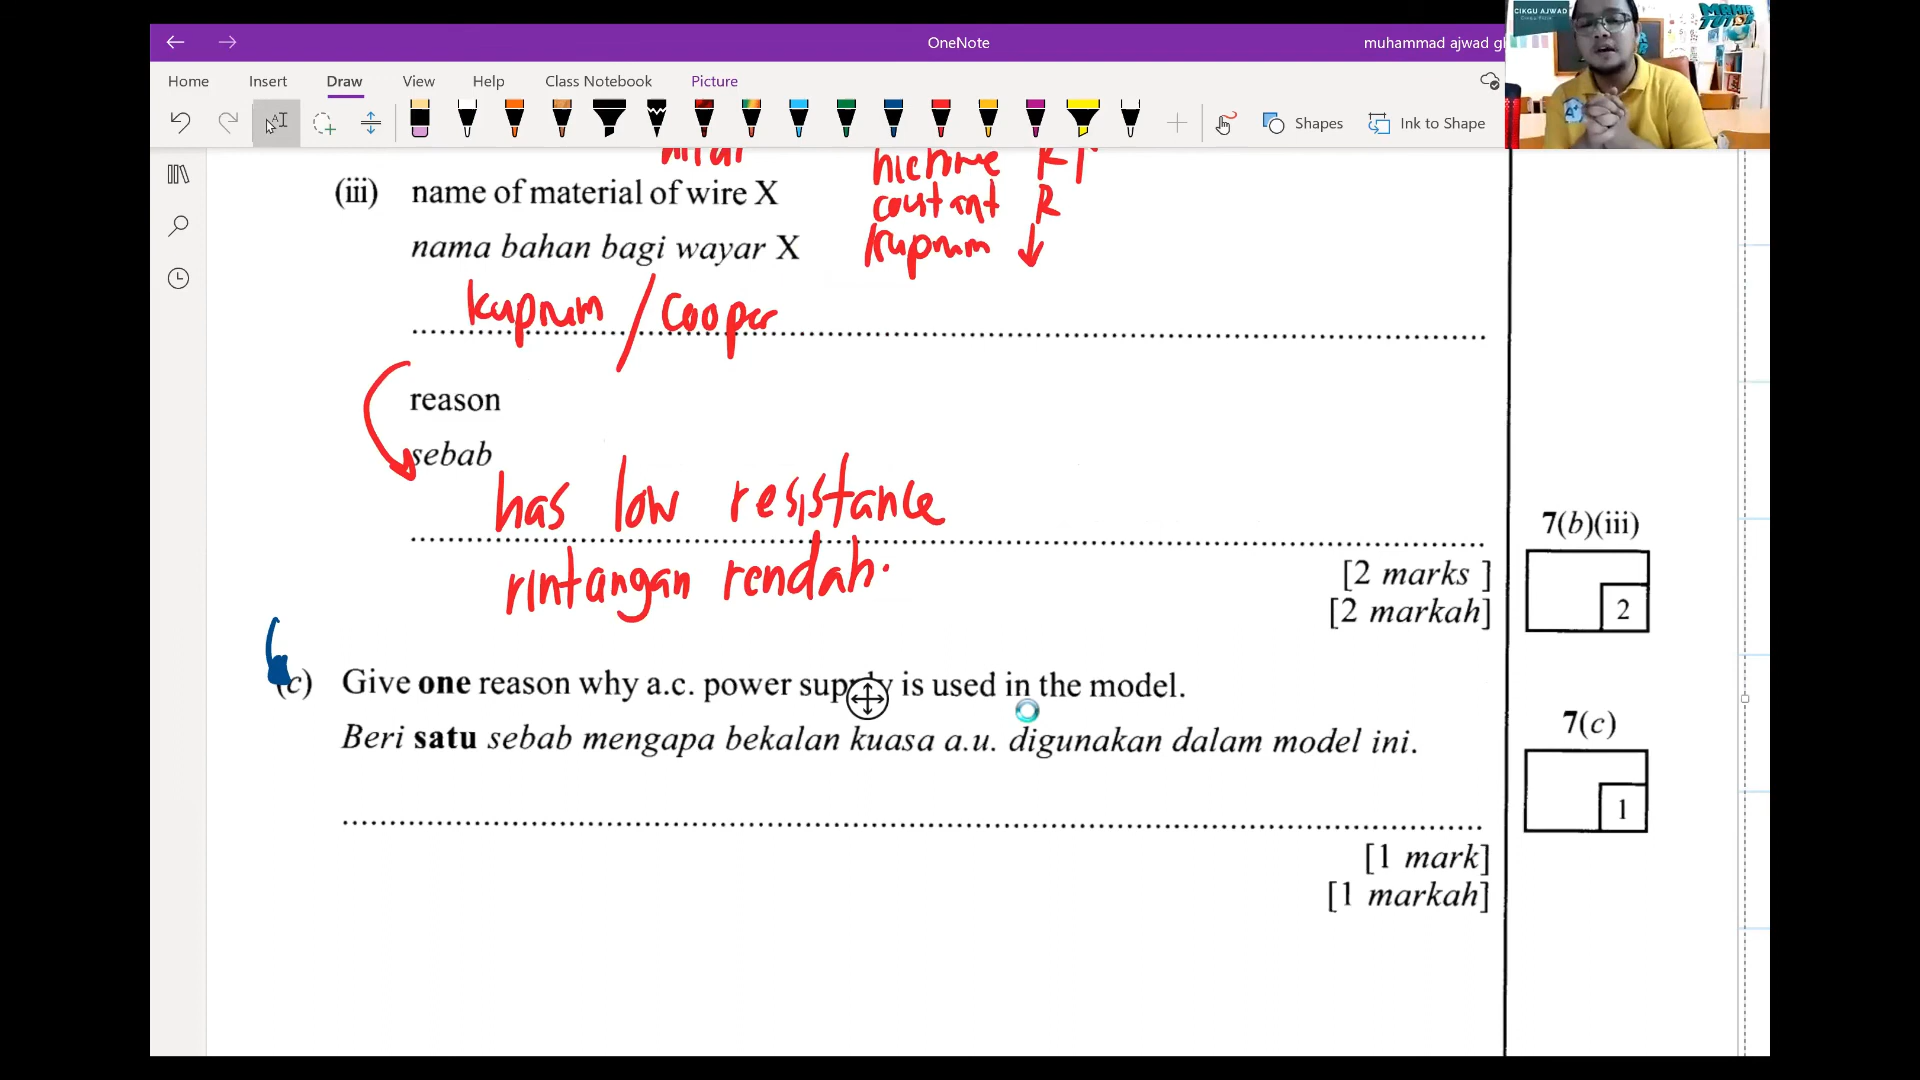 CIKGU AJWAD
OneNote
muhammad ajwad gh
Home Insert Draw View Help Class Notebook Picture
Shapes Ink to Shape
(iii) name of material of wire X
nama bahan bagi wayar X
nichrome R ↑
constant R
kuprum ↓
kuprum / Cooper
reason
sebab
has low resistance
rintangan rendah.
[2 marks ]
[2 markah]
7(b)(iii)
2
(c) Give one reason why a.c. power supply is used in the model.
Beri satu sebab mengapa bekalan kuasa a.u. digunakan dalam model ini.
7(c)
1
[1 mark]
[1 markah]